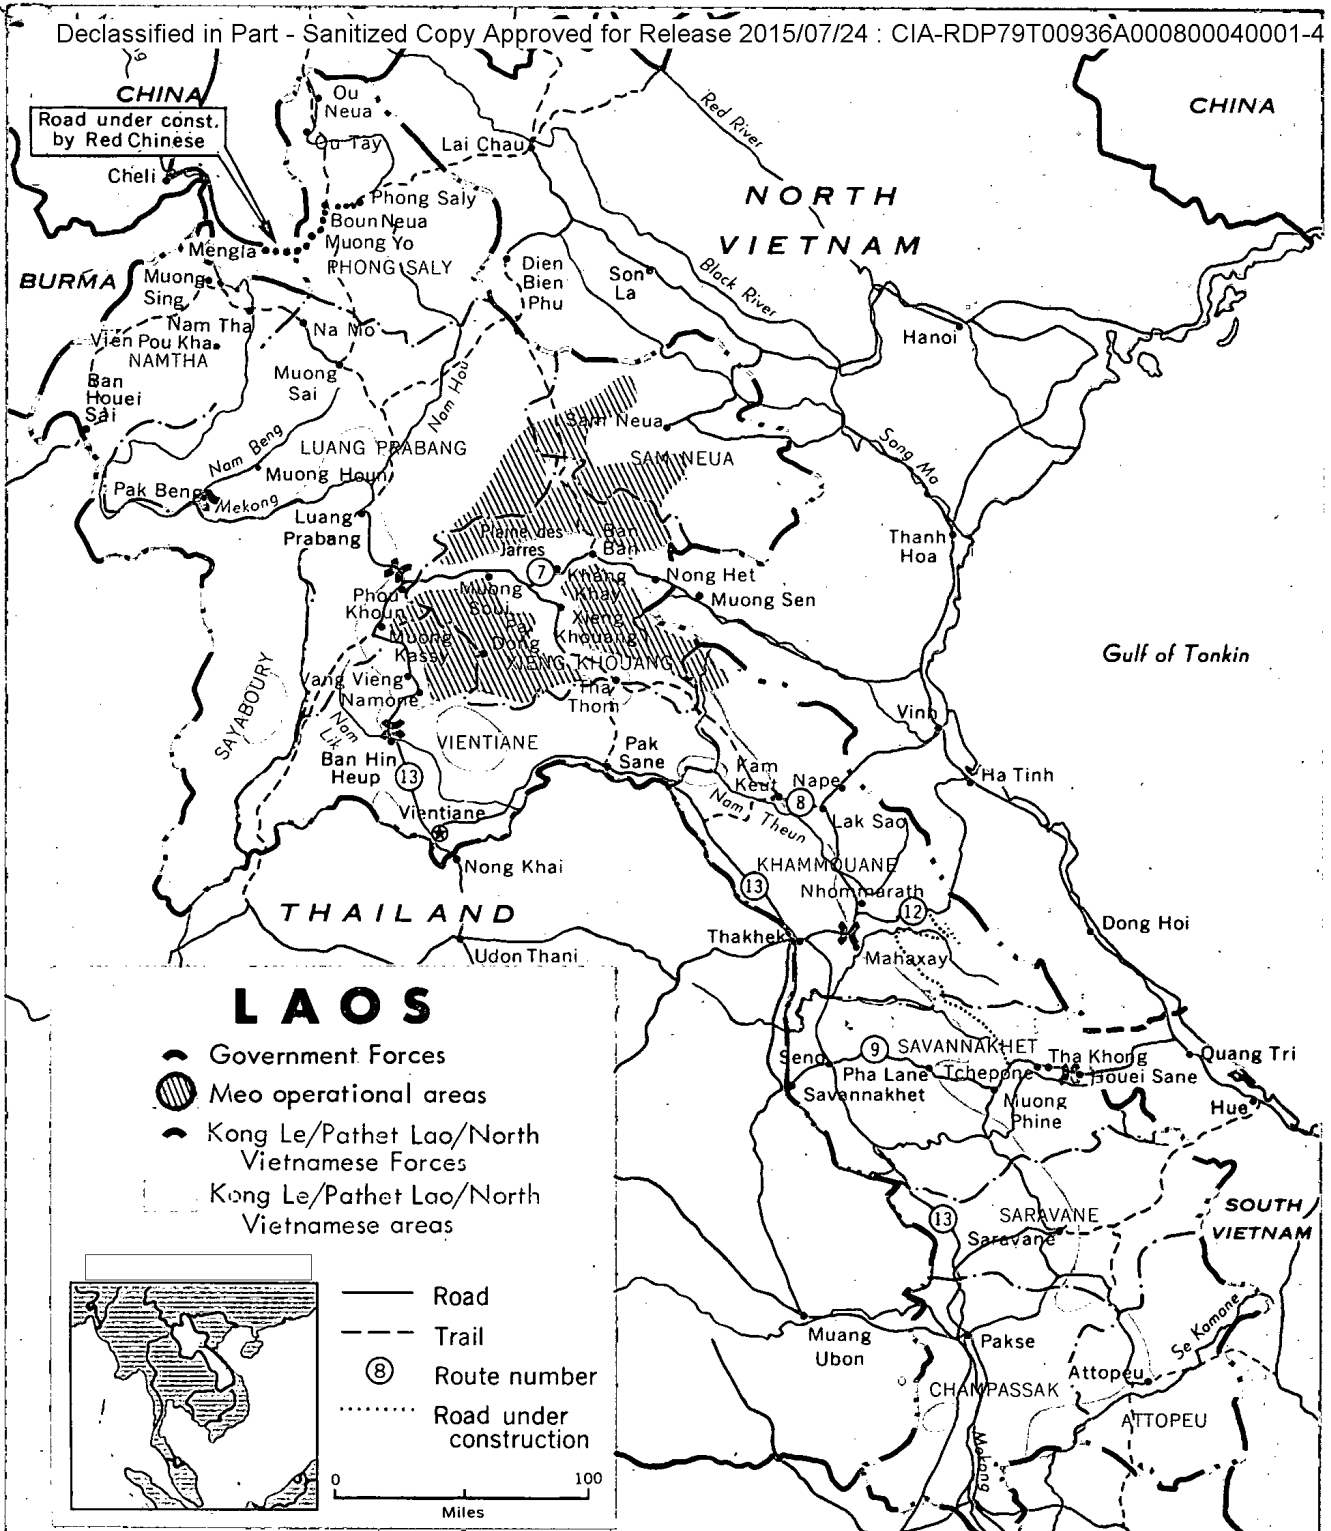 Declassified in Part - Sanitized Copy Approved for Release 2015/07/24 : CIA-RDP79T00936A000800040001-4
CHINA
Road under const.
by Red Chinese
Ou
Neua
Ou Tay
Lai Chau
Red River
CHINA
Cheli
Phong Saly
Boun Neua
Muong Yo
PHONG SALY
NORTH
VIETNAM
Mengla
BURMA
Muong
Sing
Dien
Bien
Phu
Son
La
Black River
Nam Tha
Na Mo
Vien Pou Kha
NAMTHA
Hanoi
Ban
Houei
Sai
Muong
Sai
Nam Hou
Sam Neua
SAM NEUA
Song Ma
Nam Beng
LUANG PRABANG
Muong Houn
Pak Beng
Mekong
Luang
Prabang
Plaine des
Jarres
Ban
Ban
Thanh
Hoa
7
Khang
Khay
Nong Het
Muong Sen
Phou
Khoun
Muong
Soui
Muong
Kassy
Pa
Dong
Xieng
Khouang
XIENG KHOUANG
Gulf of Tonkin
SAYABOURY
Vang Vieng
Namone
Tha
Thom
Vinh
Nam
Lik
VIENTIANE
Pak
Sane
Ban Hin
Heup
13
Kam
Keut
Nape
Ha Tinh
8
Nam
Theun
Lak Sao
Vientiane
Nong Khai
KHAMMOUANE
Nhommarath
13
12
THAILAND
Thakhek
Dong Hoi
Udon Thani
Mahaxay
LAOS
Government Forces
Meo operational areas
Kong Le/Pathet Lao/North
Vietnamese Forces
Kong Le/Pathet Lao/North
Vietnamese areas
Seno
9
SAVANNAKHET
Tha Khong
Quang Tri
Pha Lane
Tchepone
Houei Sane
Savannakhet
Muong
Phine
Hue
SOUTH
VIETNAM
13
SARAVANE
Saravane
Road
Trail
8
Route number
Road under
construction
0
100
Miles
Muang
Ubon
Pakse
Se Kamane
Attopeu
CHAMPASSAK
ATTOPEU
Mekong